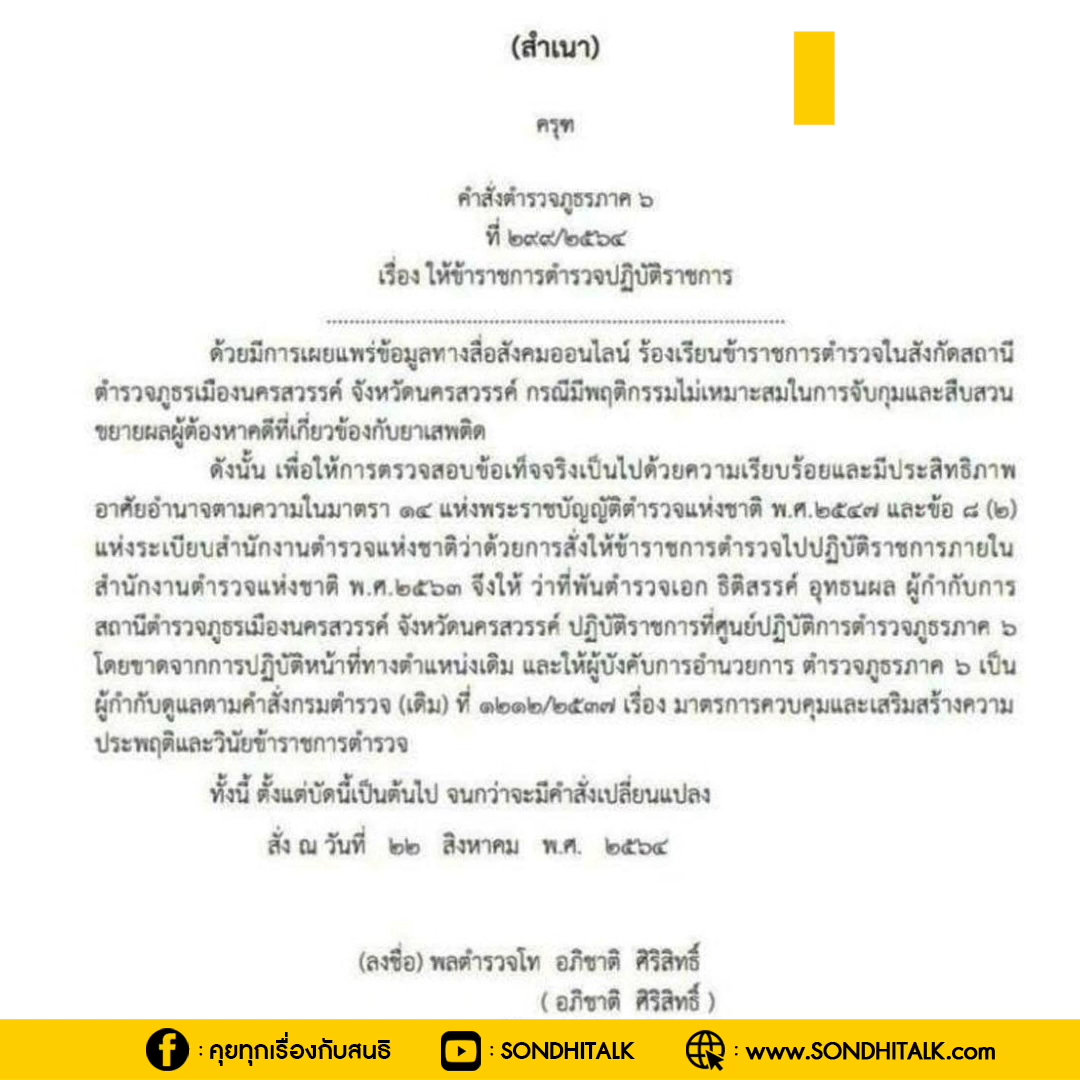 (สำเนา)
ครุฑ
คำสั่งตำรวจภูธรภาค ๖
ที่ ๒๙๙/๒๕๖๔
เรื่อง ให้ข้าราชการตำรวจปฏิบัติราชการ
ด้วยมีการเผยแพร่ข้อมูลทางสื่อสังคมออนไลน์ ร้องเรียนข้าราชการตำรวจในสังกัดสถานี
ตำรวจภูธรเมืองนครสวรรค์ จังหวัดนครสวรรค์ กรณีมีพฤติกรรมไม่เหมาะสมในการจับกุมและสืบสวน
ขยายผลผู้ต้องหาคดีที่เกี่ยวข้องกับยาเสพติด
ดังนั้น เพื่อให้การตรวจสอบข้อเท็จจริงเป็นไปด้วยความเรียบร้อยและมีประสิทธิภาพ
อาศัยอำนาจตามความในมาตรา ๑๔ แห่งพระราชบัญญัติตำรวจแห่งชาติ พ.ศ.๒๕๔๗ และข้อ ๘ (๒)
แห่งระเบียบสำนักงานตำรวจแห่งชาติว่าด้วยการสั่งให้ข้าราชการตำรวจไปปฏิบัติราชการภายใน
สำนักงานตำรวจแห่งชาติ พ.ศ.๒๕๖๓ จึงให้ ว่าที่พันตำรวจเอก ธิติสรรค์ อุทธนผล ผู้กำกับการ
สถานีตำรวจภูธรเมืองนครสวรรค์ จังหวัดนครสวรรค์ ปฏิบัติราชการที่ศูนย์ปฏิบัติการตำรวจภูธรภาค ๖
โดยขาดจากการปฏิบัติหน้าที่ทางตำแหน่งเดิม และให้ผู้บังคับการอำนวยการ ตำรวจภูธรภาค ๖ เป็น
ผู้กำกับดูแลตามคำสั่งกรมตำรวจ (เดิม) ที่ ๑๒๑๒/๒๕๓๗ เรื่อง มาตรการควบคุมและเสริมสร้างความ
ประพฤติและวินัยข้าราชการตำรวจ
ทั้งนี้ ตั้งแต่บัดนี้เป็นต้นไป จนกว่าจะมีคำสั่งเปลี่ยนแปลง
สั่ง ณ วันที่ ๒๒ สิงหาคม พ.ศ. ๒๕๖๔
(ลงชื่อ) พลตำรวจโท อภิชาติ ศิริสิทธิ์
( อภิชาติ ศิริสิทธิ์ )
: คุยทุกเรื่องกับสนธิ : SONDHITALK : www.SONDHITALK.com